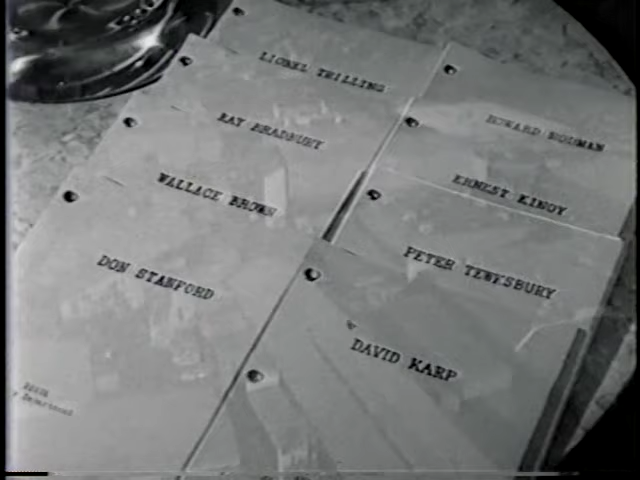 LIONEL TRILLING
RAY BRADBURY
WALLACE BROWN
DON STANFORD
HOWARD RODMAN
ERNEST KINOY
PETER TEWKSBURY
DAVID KARP